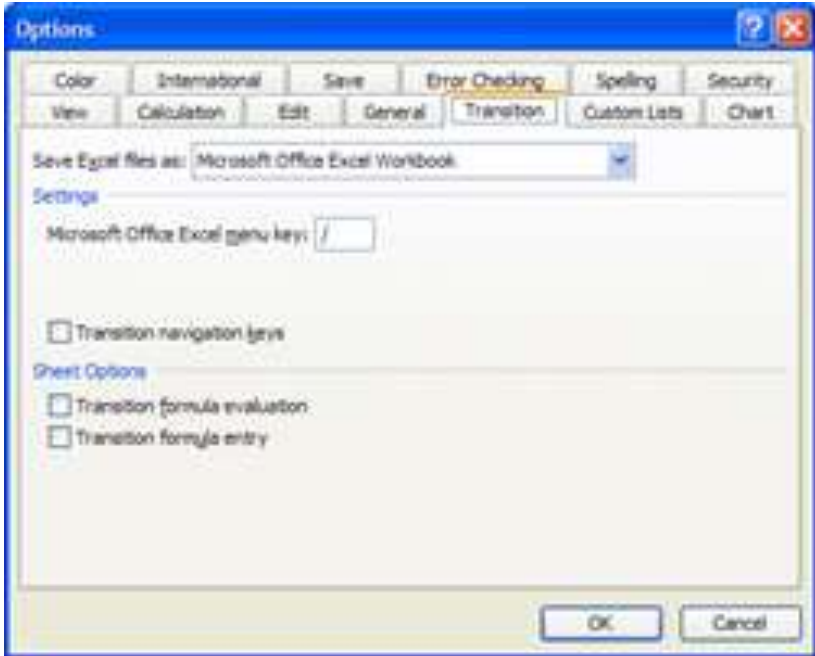 Options
Color International Save Error Checking Spelling Security
View Calculation Edit General Transition Custom Lists Chart
Save Excel files as: Microsoft Office Excel Workbook
Settings
Microsoft Office Excel menu key: /
Transition navigation keys
Sheet Options
Transition formula evaluation
Transition formula entry
OK Cancel